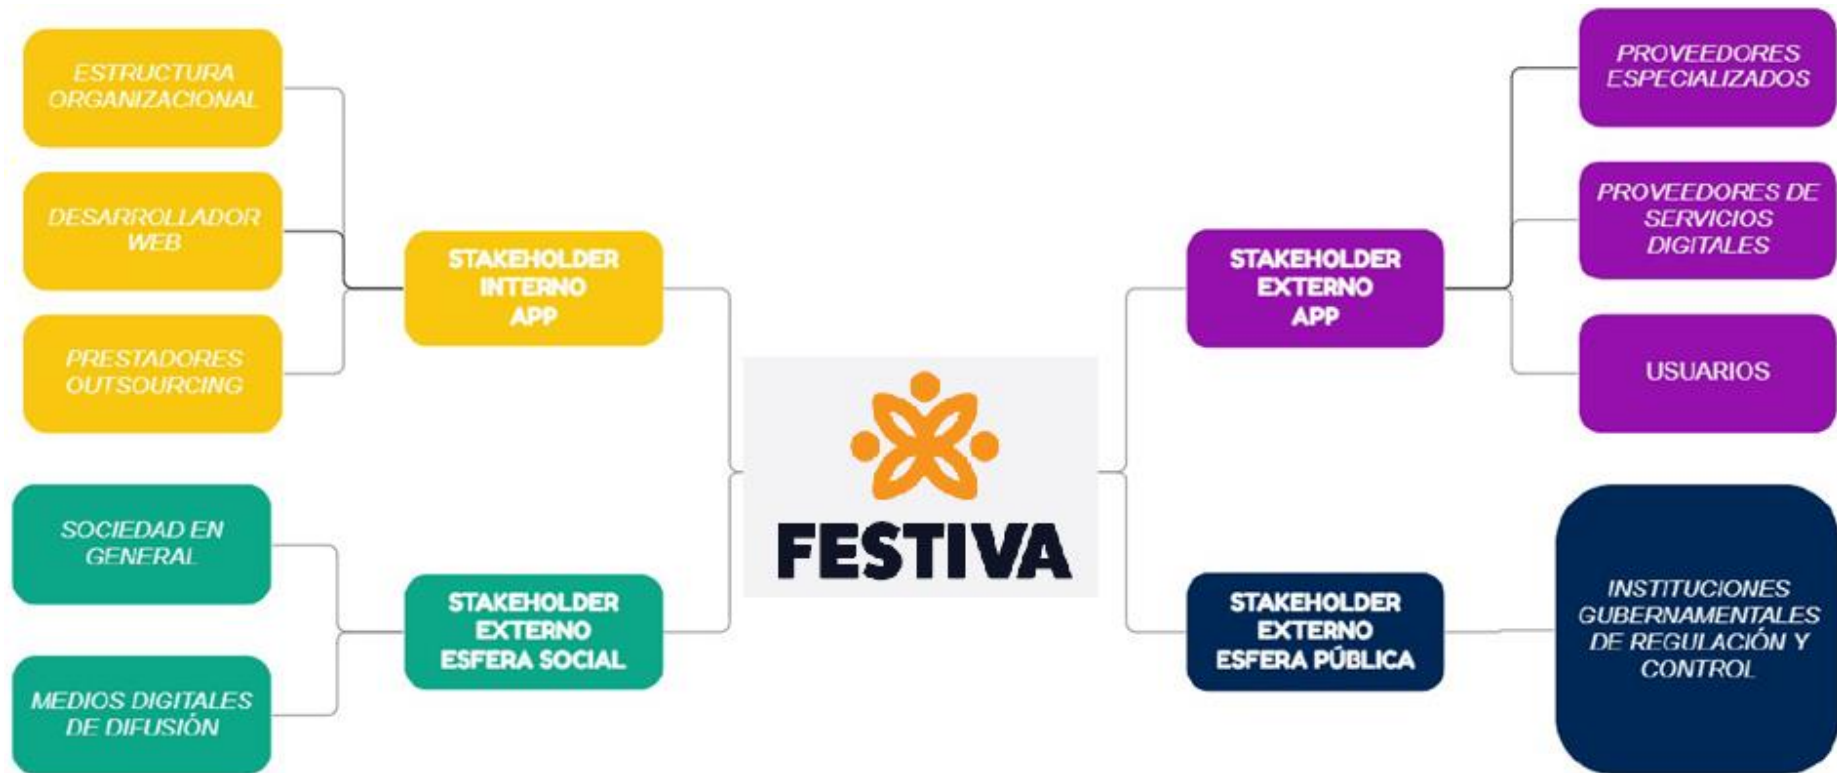 ESTRUCTURA
ORGANIZACIONAL
DESARROLLADOR
WEB
PRESTADORES
OUTSOURCING
STAKEHOLDER
INTERNO
APP
SOCIEDAD EN
GENERAL
MEDIOS DIGITALES
DE DIFUSIÓN
STAKEHOLDER
EXTERNO
ESFERA SOCIAL
FESTIVA
STAKEHOLDER
EXTERNO
APP
PROVEEDORES
ESPECIALIZADOS
PROVEEDORES DE
SERVICIOS
DIGITALES
USUARIOS
STAKEHOLDER
EXTERNO
ESFERA PÚBLICA
INSTITUCIONES
GUBERNAMENTALES
DE REGULACIÓN Y
CONTROL